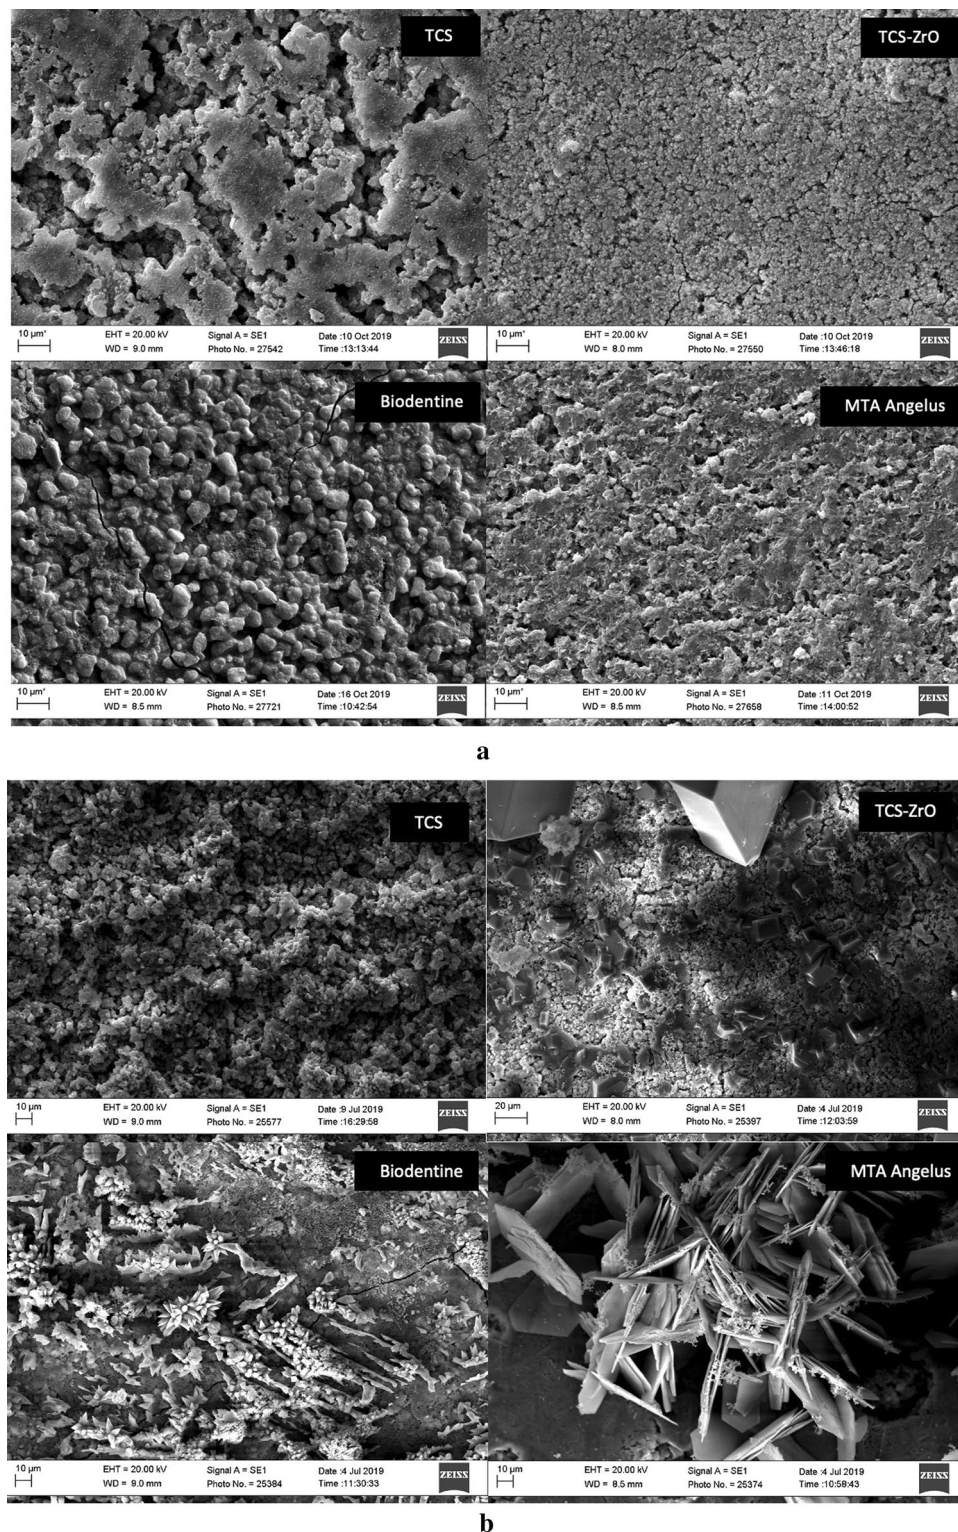 TCS
TCS-ZrO
10 µm* EHT = 20.00 kV Signal A = SE1 Date :10 Oct 2019 ZEISS
WD = 9.0 mm Photo No. = 27542 Time :13:13:44
10 µm* EHT = 20.00 kV Signal A = SE1 Date :10 Oct 2019 ZEISS
WD = 8.0 mm Photo No. = 27550 Time :13:46:18
Biodentine
MTA Angelus
10 µm* EHT = 20.00 kV Signal A = SE1 Date :16 Oct 2019 ZEISS
WD = 8.5 mm Photo No. = 27721 Time :10:42:54
10 µm* EHT = 20.00 kV Signal A = SE1 Date :11 Oct 2019 ZEISS
WD = 8.5 mm Photo No. = 27658 Time :14:00:52
a
TCS
TCS-ZrO
10 µm EHT = 20.00 kV Signal A = SE1 Date :9 Jul 2019 ZEISS
WD = 9.0 mm Photo No. = 25577 Time :16:29:58
20 µm EHT = 20.00 kV Signal A = SE1 Date :4 Jul 2019 ZEISS
WD = 8.0 mm Photo No. = 25397 Time :12:03:59
Biodentine
MTA Angelus
10 µm EHT = 20.00 kV Signal A = SE1 Date :4 Jul 2019 ZEISS
WD = 9.0 mm Photo No. = 25384 Time :11:30:33
10 µm EHT = 20.00 kV Signal A = SE1 Date :4 Jul 2019 ZEISS
WD = 8.5 mm Photo No. = 25374 Time :10:58:43
b